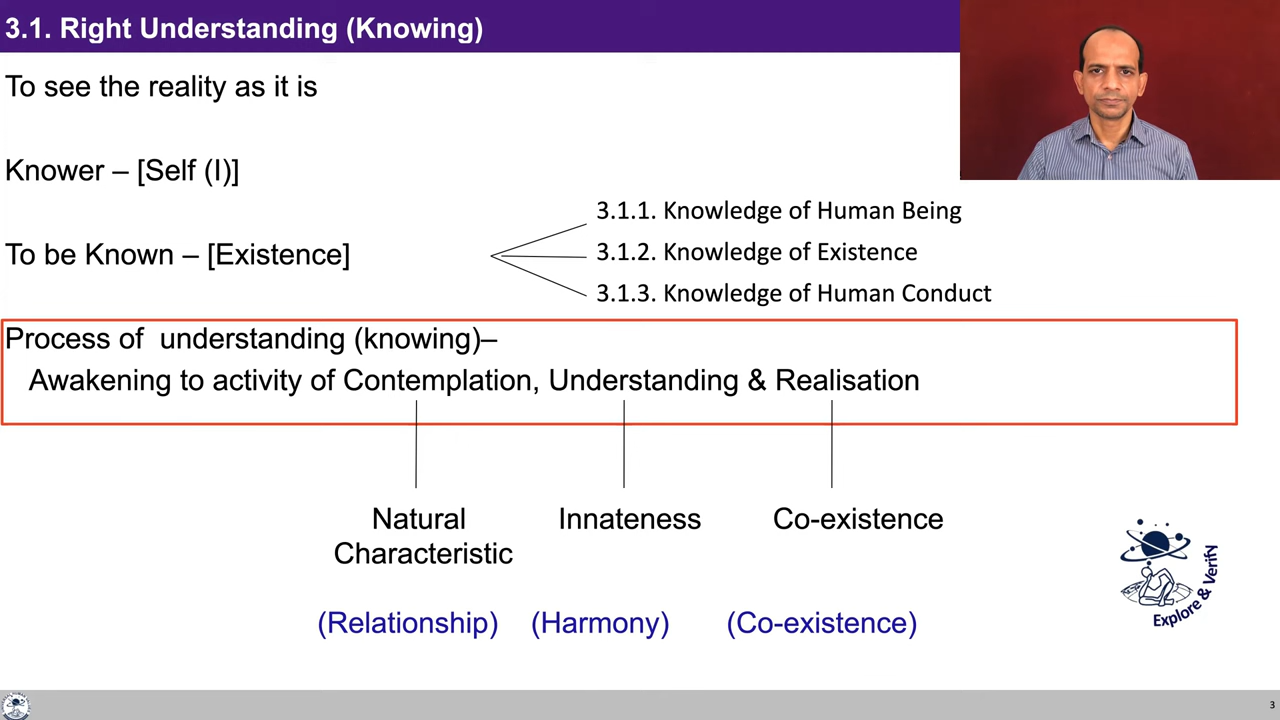 3.1. Right Understanding (Knowing)
To see the reality as it is
Knower – [Self (I)]
To be Known – [Existence]
3.1.1. Knowledge of Human Being
3.1.2. Knowledge of Existence
3.1.3. Knowledge of Human Conduct
Process of  understanding (knowing)–
Awakening to activity of Contemplation, Understanding & Realisation
Natural
Characteristic
Innateness
Co-existence
(Relationship)
(Harmony)
(Co-existence)
Explore & Verify
3